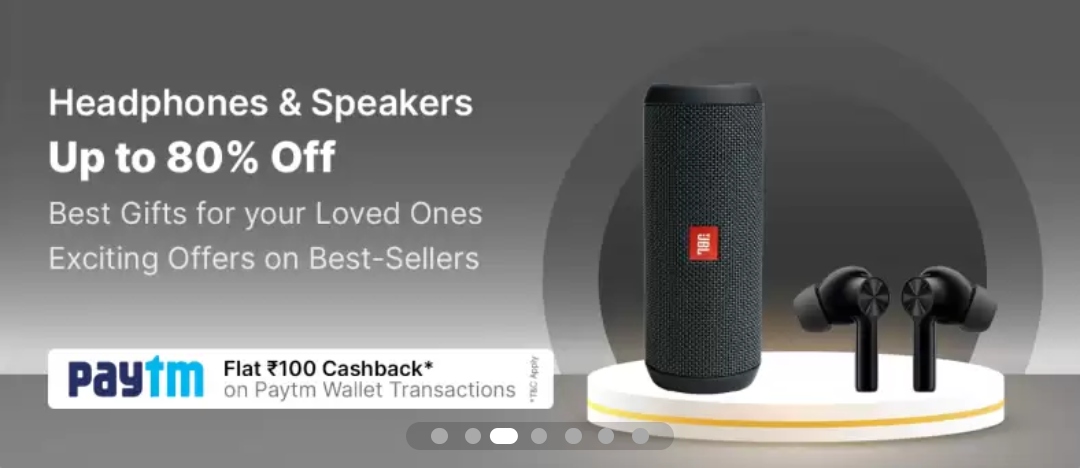 Headphones & Speakers
Up to 80% Off
Best Gifts for your Loved Ones
Exciting Offers on Best-Sellers
paytm
Flat ₹100 Cashback*
on Paytm Wallet Transactions
*T&C Apply
JBL